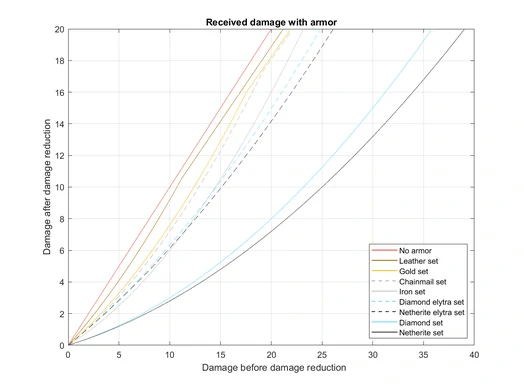 Received damage with armor
Damage after damage reduction
20
18
16
14
12
10
8
6
4
2
0
0
5
10
15
20
25
30
35
40
Damage before damage reduction
No armor
Leather set
Gold set
Chainmail set
Iron set
Diamond elytra set
Netherite elytra set
Diamond set
Netherite set